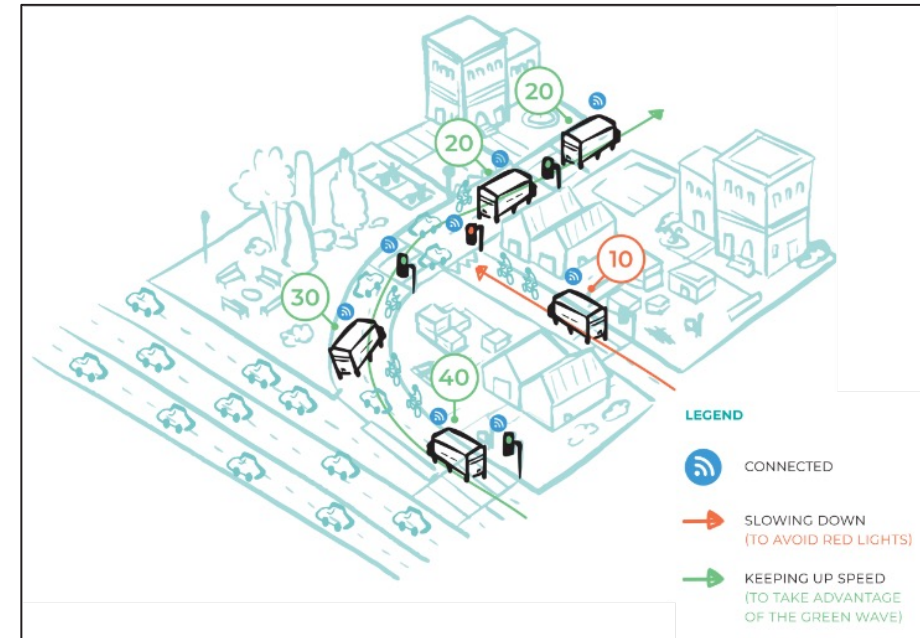 20
20
10
30
40
LEGEND
CONNECTED
SLOWING DOWN
(TO AVOID RED LIGHTS)
KEEPING UP SPEED
(TO TAKE ADVANTAGE
OF THE GREEN WAVE)